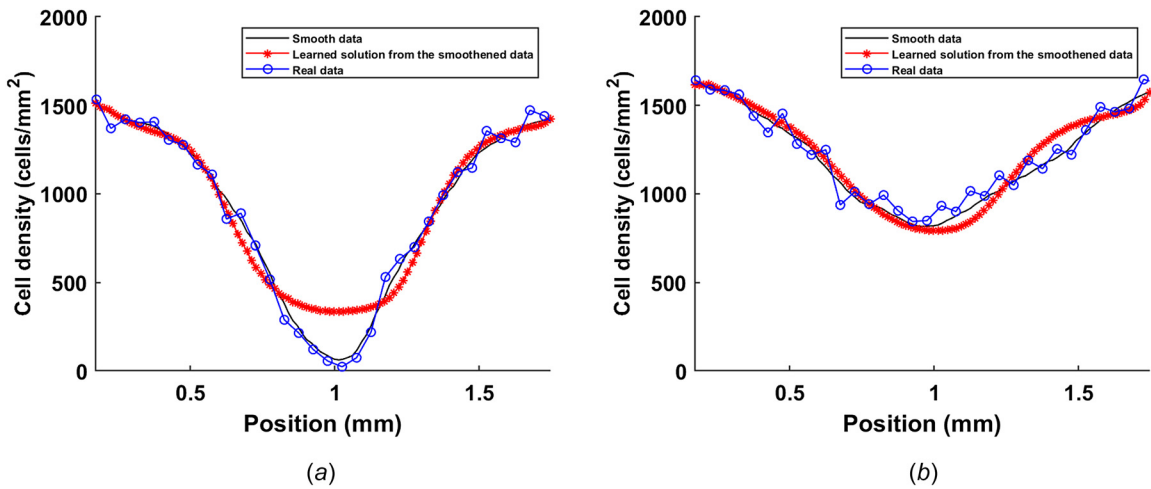 2000
1500
1000
500
0
Cell density (cells/mm²)
Smooth data
Learned solution from the smoothened data
Real data
0.5 1 1.5
Position (mm)
(a)
2000
1500
1000
500
0
Cell density (cells/mm²)
Smooth data
Learned solution from the smoothened data
Real data
0.5 1 1.5
Position (mm)
(b)